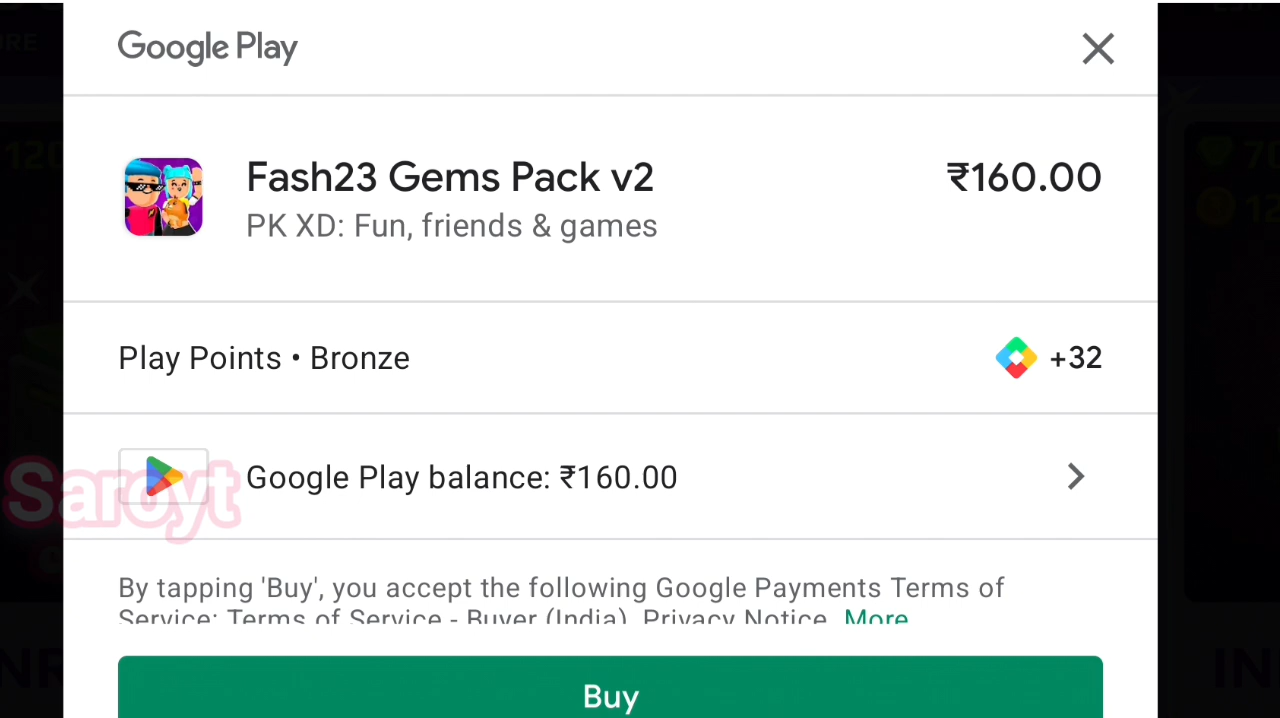 Google Play
Fash23 Gems Pack v2
₹160.00
PK XD: Fun, friends & games
Play Points • Bronze
+32
Google Play balance: ₹160.00
Saroyt
By tapping 'Buy', you accept the following Google Payments Terms of
Service: Terms of Service - Buyer (India), Privacy Notice. More
Buy